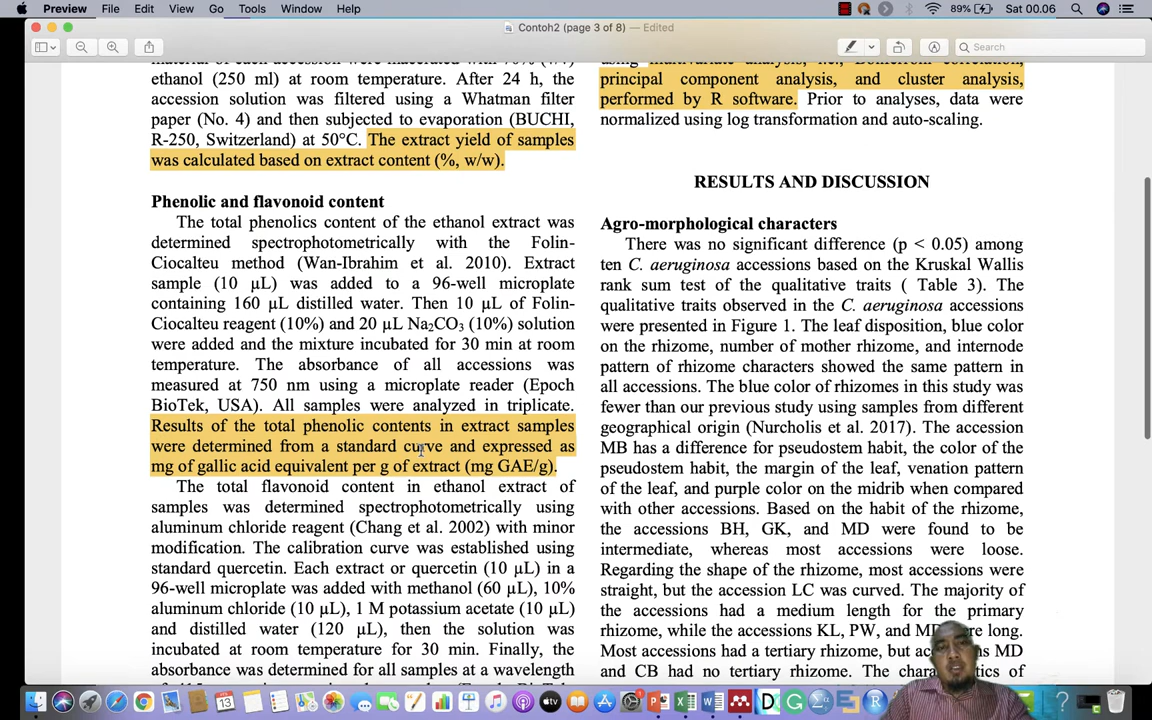 Preview File Edit View Go Tools Window Help
89% Sat 00.06
Contoh2 (page 3 of 8) — Edited
Search
material of each accession were macerated with
ethanol (250 ml) at room temperature. After 24 h, the
accession solution was filtered using a Whatman filter
paper (No. 4) and then subjected to evaporation (BUCHI,
R-250, Switzerland) at 50°C. The extract yield of samples
was calculated based on extract content (%, w/w).
Phenolic and flavonoid content
The total phenolics content of the ethanol extract was
determined spectrophotometrically with the Folin-
Ciocalteu method (Wan-Ibrahim et al. 2010). Extract
sample (10 µL) was added to a 96-well microplate
containing 160 µL distilled water. Then 10 µL of Folin-
Ciocalteu reagent (10%) and 20 µL Na₂CO₃ (10%) solution
were added and the mixture incubated for 30 min at room
temperature. The absorbance of all accessions was
measured at 750 nm using a microplate reader (Epoch
BioTek, USA). All samples were analyzed in triplicate.
Results of the total phenolic contents in extract samples
were determined from a standard curve and expressed as
mg of gallic acid equivalent per g of extract (mg GAE/g).
The total flavonoid content in ethanol extract of
samples was determined spectrophotometrically using
aluminum chloride reagent (Chang et al. 2002) with minor
modification. The calibration curve was established using
standard quercetin. Each extract or quercetin (10 µL) in a
96-well microplate was added with methanol (60 µL), 10%
aluminum chloride (10 µL), 1 M potassium acetate (10 µL)
and distilled water (120 µL), then the solution was
incubated at room temperature for 30 min. Finally, the
absorbance was determined for all samples at a wavelength
using multivariate analysis, i.e.,
principal component analysis, and cluster analysis,
performed by R software. Prior to analyses, data were
normalized using log transformation and auto-scaling.
RESULTS AND DISCUSSION
Agro-morphological characters
There was no significant difference (p < 0.05) among
ten C. aeruginosa accessions based on the Kruskal Wallis
rank sum test of the qualitative traits ( Table 3). The
qualitative traits observed in the C. aeruginosa accessions
were presented in Figure 1. The leaf disposition, blue color
on the rhizome, number of mother rhizome, and internode
pattern of rhizome characters showed the same pattern in
all accessions. The blue color of rhizomes in this study was
fewer than our previous study using samples from different
geographical origin (Nurcholis et al. 2017). The accession
MB has a difference for pseudostem habit, the color of the
pseudostem habit, the margin of the leaf, venation pattern
of the leaf, and purple color on the midrib when compared
with other accessions. Based on the habit of the rhizome,
the accessions BH, GK, and MD were found to be
intermediate, whereas most accessions were loose.
Regarding the shape of the rhizome, most accessions were
straight, but the accession LC was curved. The majority of
the accessions had a medium length for the primary
rhizome, while the accessions KL, PW, and long.
Most accessions had a tertiary rhizome, but MD
and CB had no tertiary rhizome. The of